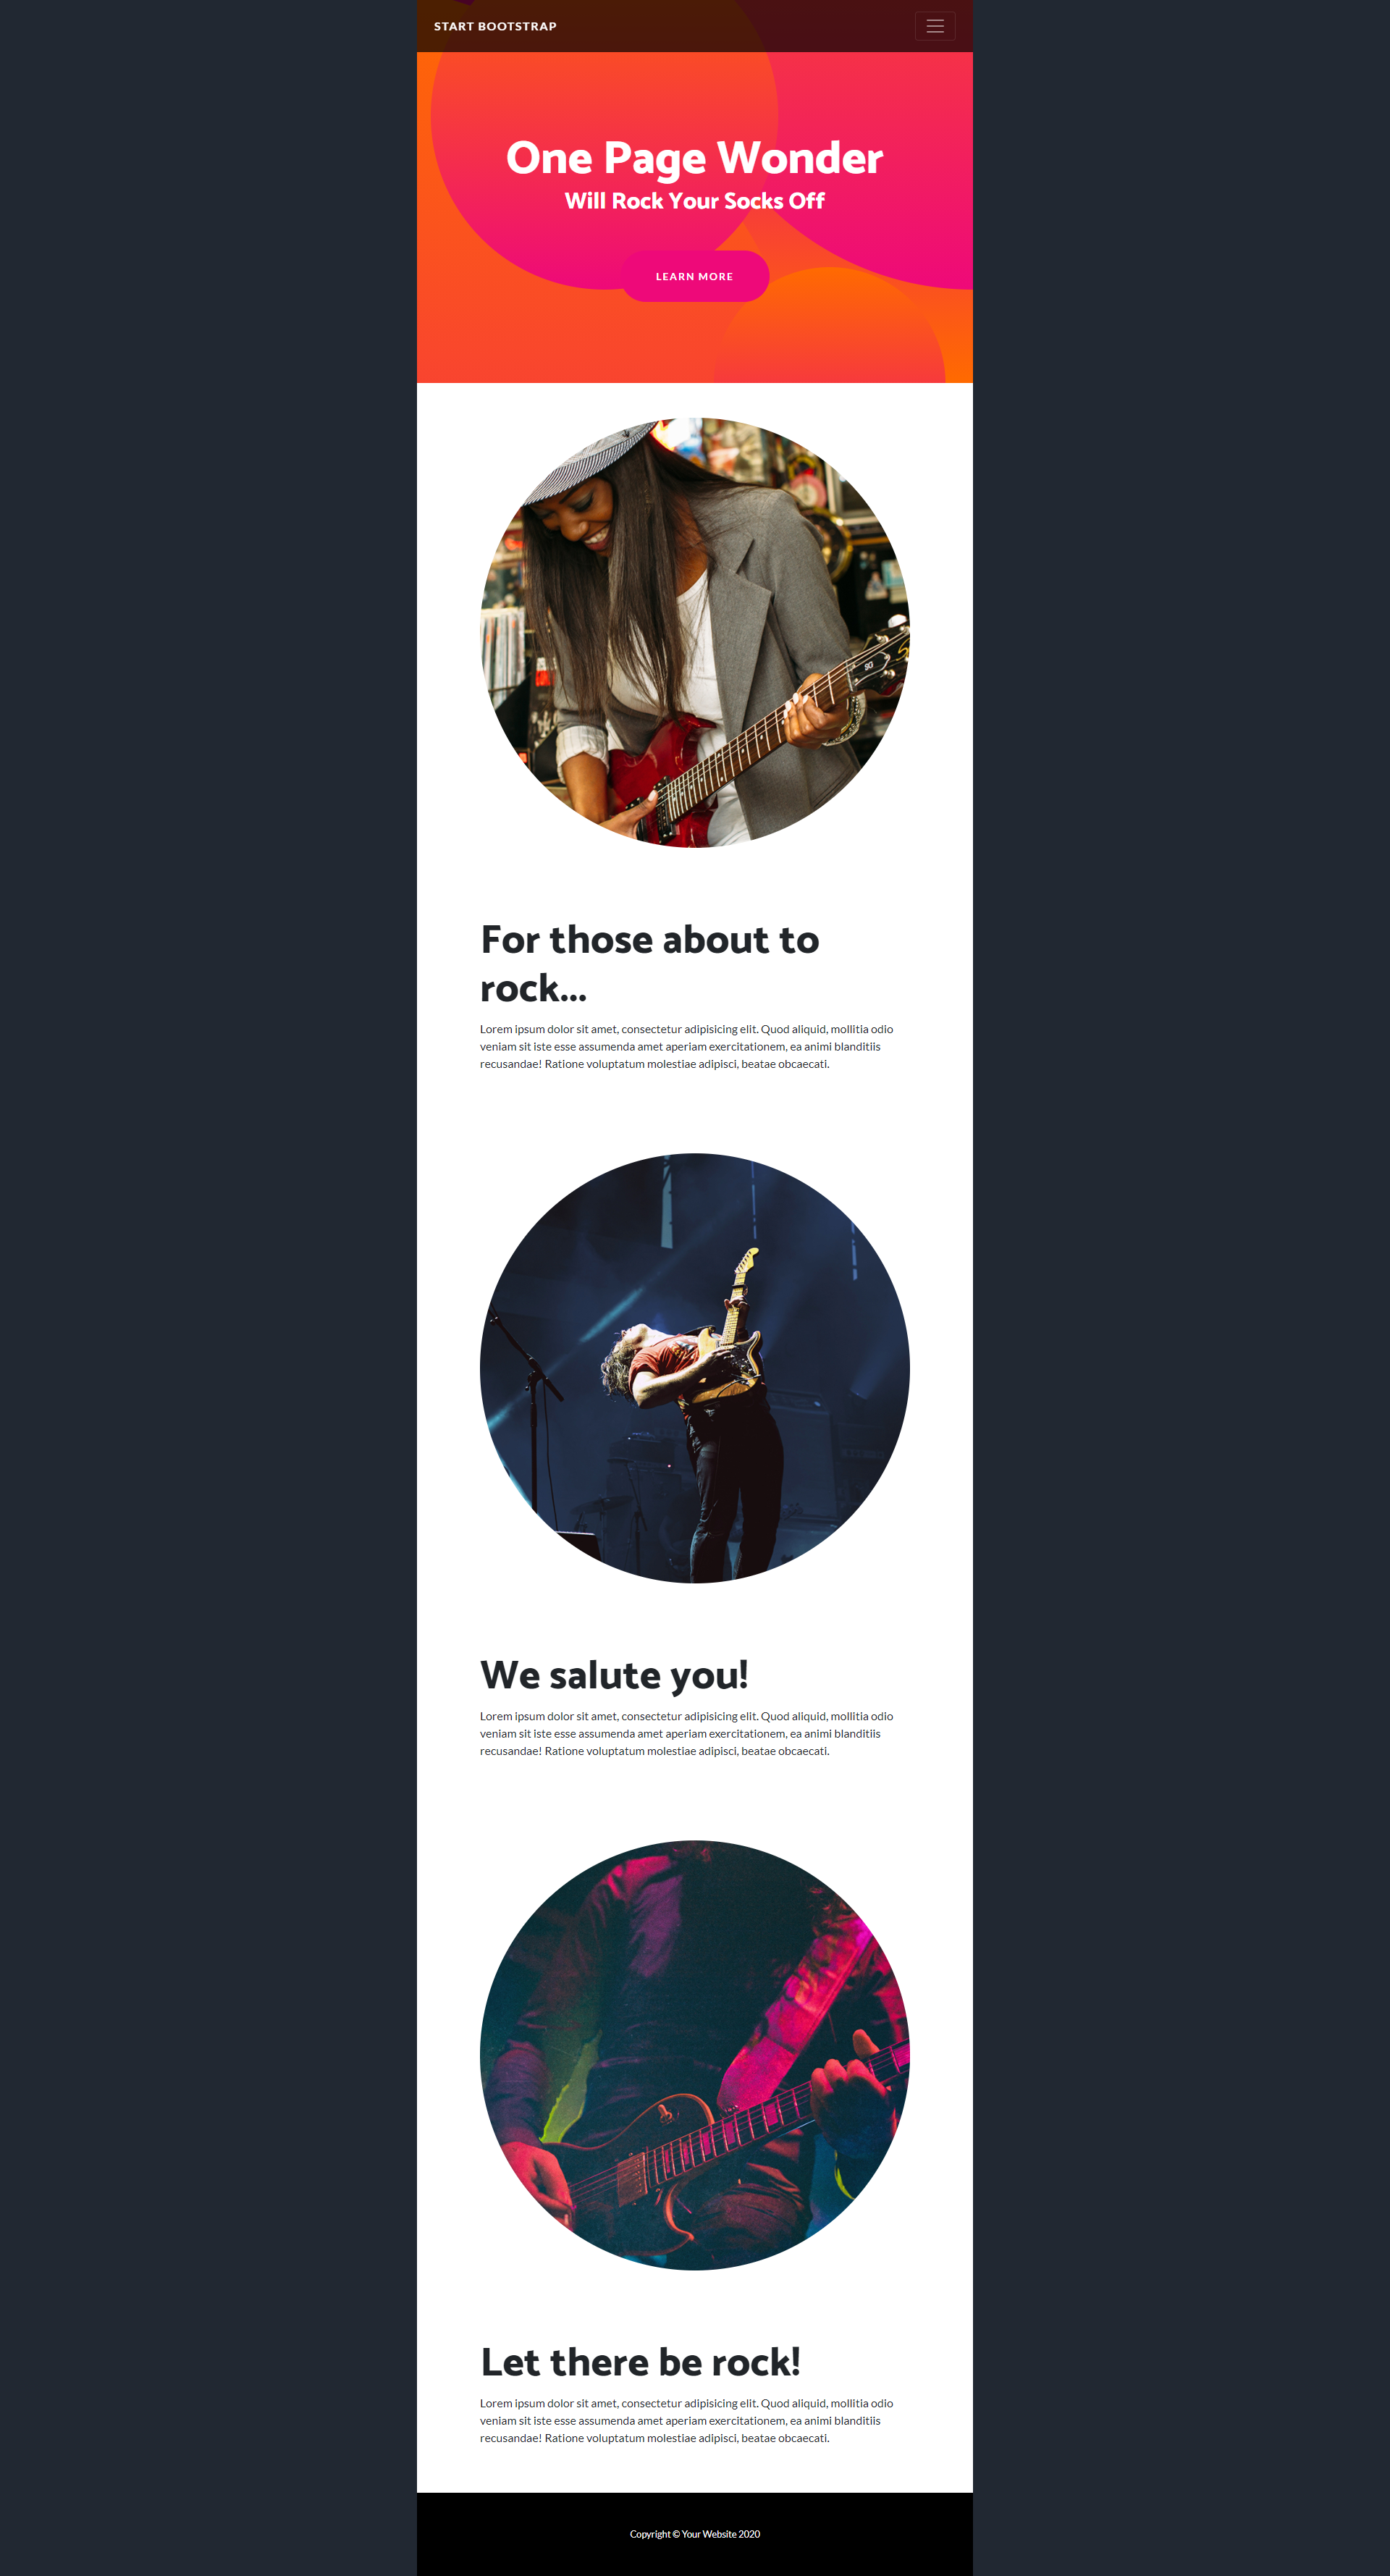 START BOOTSTRAP
One Page Wonder
Will Rock Your Socks Off
LEARN MORE
For those about to
rock...
Lorem ipsum dolor sit amet, consectetur adipisicing elit. Quod aliquid, mollitia odio
veniam sit iste esse assumenda amet aperiam exercitationem, ea animi blanditiis
recusandae! Ratione voluptatum molestiae adipisci, beatae obcaecati.
We salute you!
Lorem ipsum dolor sit amet, consectetur adipisicing elit. Quod aliquid, mollitia odio
veniam sit iste esse assumenda amet aperiam exercitationem, ea animi blanditiis
recusandae! Ratione voluptatum molestiae adipisci, beatae obcaecati.
Let there be rock!
Lorem ipsum dolor sit amet, consectetur adipisicing elit. Quod aliquid, mollitia odio
veniam sit iste esse assumenda amet aperiam exercitationem, ea animi blanditiis
recusandae! Ratione voluptatum molestiae adipisci, beatae obcaecati.
Copyright © Your Website 2020